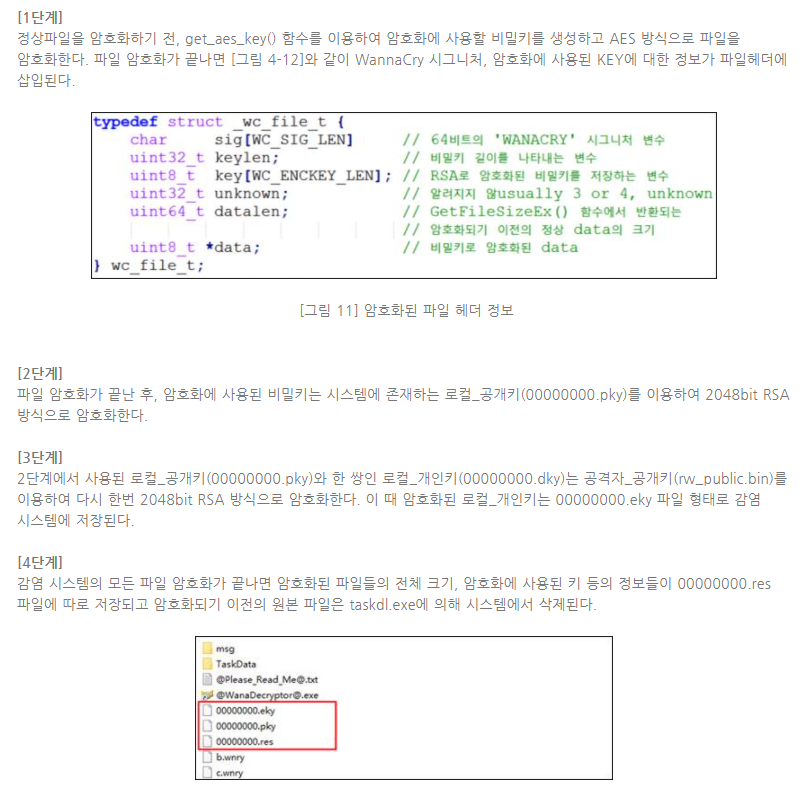 [1단계]
정상파일을 암호화하기 전, get_aes_key() 함수를 이용하여 암호화에 사용할 비밀키를 생성하고 AES 방식으로 파일을
암호화한다. 파일 암호화가 끝나면 [그림 4-12]와 같이 WannaCry 시그니처, 암호화에 사용된 KEY에 대한 정보가 파일헤더에
삽입된다.
typedef struct _wc_file_t {
char sig[WC_SIG_LEN] // 64비트의 'WANACRY' 시그니처 변수
uint32_t keylen; // 비밀키 길이를 나타내는 변수
uint8_t key[WC_ENCKEY_LEN]; // RSA로 암호화된 비밀키를 저장하는 변수
uint32_t unknown; // 알려지지 않usually 3 or 4, unknown
uint64_t datalen; // GetFileSizeEx() 함수에서 반환되는
// 암호화되기 이전의 정상 data의 크기
uint8_t *data; // 비밀키로 암호화된 data
} wc_file_t;
[그림 11] 암호화된 파일 헤더 정보
[2단계]
파일 암호화가 끝난 후, 암호화에 사용된 비밀키는 시스템에 존재하는 로컬_공개키(00000000.pky)를 이용하여 2048bit RSA
방식으로 암호화한다.
[3단계]
2단계에서 사용된 로컬_공개키(00000000.pky)와 한 쌍인 로컬_개인키(00000000.dky)는 공격자_공개키(rw_public.bin)를
이용하여 다시 한번 2048bit RSA 방식으로 암호화한다. 이 때 암호화된 로컬_개인키는 00000000.eky 파일 형태로 감염
시스템에 저장된다.
[4단계]
감염 시스템의 모든 파일 암호화가 끝나면 암호화된 파일들의 전체 크기, 암호화에 사용된 키 등의 정보들이 00000000.res
파일에 따로 저장되고 암호화되기 이전의 원본 파일은 taskdl.exe에 의해 시스템에서 삭제된다.
msg
TaskData
@Please_Read_Me@.txt
@WanaDecryptor@.exe
00000000.eky
00000000.pky
00000000.res
b.wnry
c.wnry